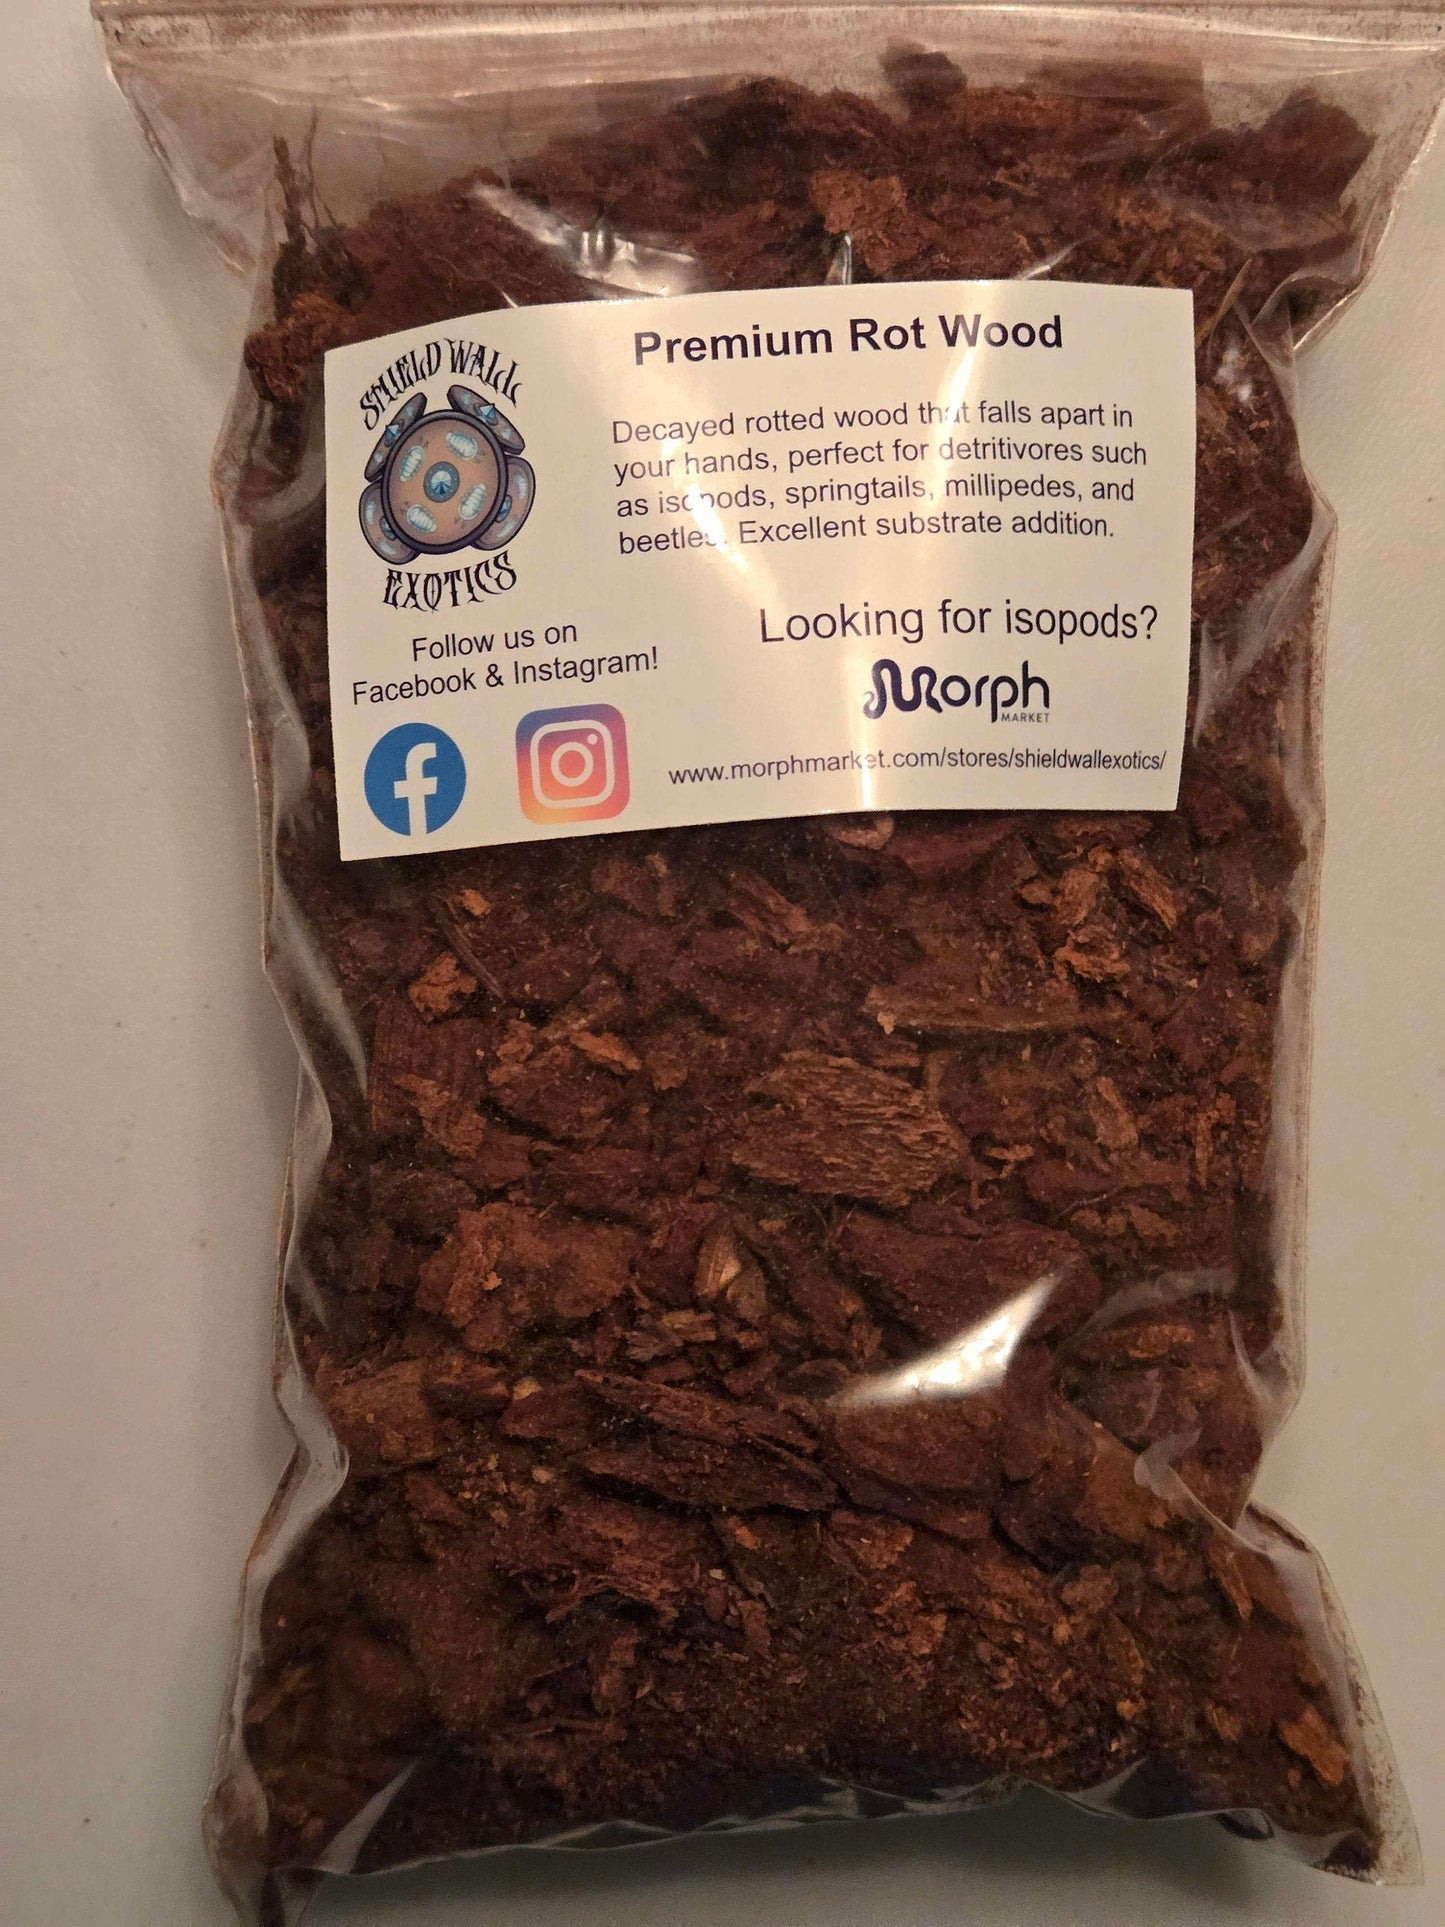 SHIELD WALL
EXOTICS
Premium Rot Wood
Decayed rotted wood that falls apart in
your hands, perfect for detritivores such
as isopods, springtails, millipedes, and
beetles. Excellent substrate addition.
Follow us on
Facebook & Instagram!
Looking for isopods?
Morph
MARKET
www.morphmarket.com/stores/shieldwallexotics/